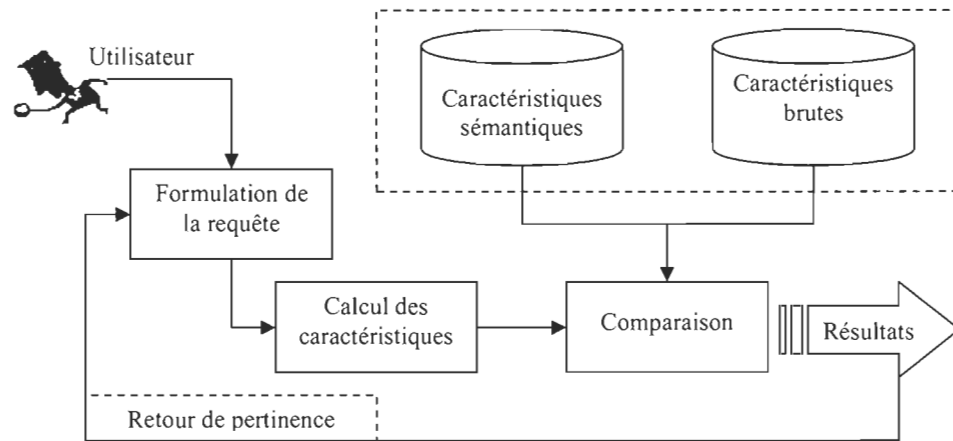 Utilisateur
Caractéristiques
sémantiques
Caractéristiques
brutes
Formulation de
la requête
Calcul des
caractéristiques
Comparaison
Résultats
Retour de pertinence